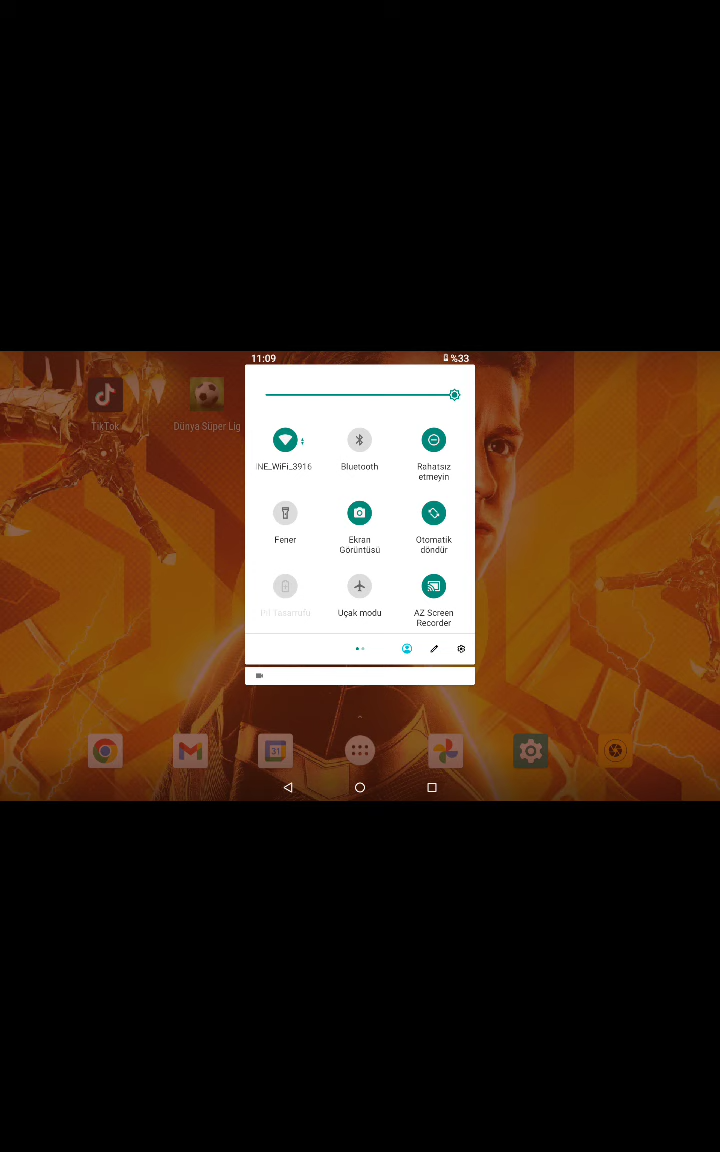 11:09 %33
TikTok
Dünya Süper Lig
INE_WiFi_3916
Bluetooth
Rahatsız
etmeyin
Fener
Ekran
Görüntüsü
Otomatik
döndür
Pil Tasarrufu
Uçak modu
AZ Screen
Recorder
31